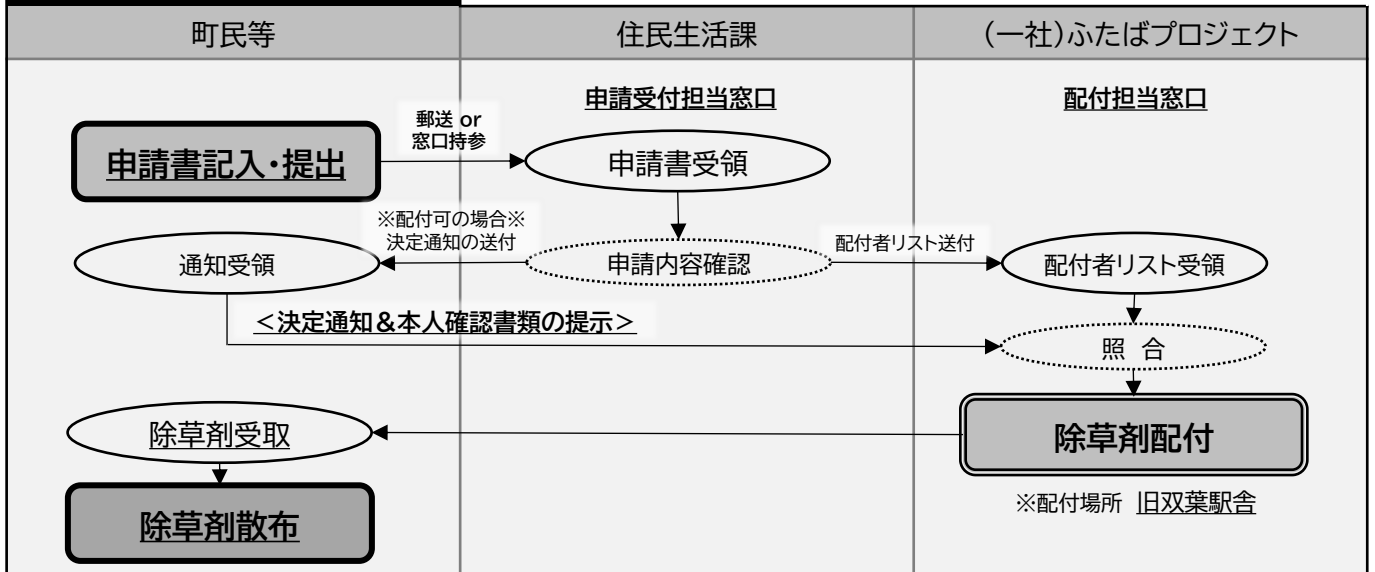 町民等
住民生活課
(一社)ふたばプロジェクト
申請受付担当窓口
配付担当窓口
郵送 or
窓口持参
申請書記入・提出
申請書受領
※配付可の場合※
決定通知の送付
配付者リスト送付
通知受領
申請内容確認
配付者リスト受領
<決定通知&本人確認書類の提示>
照 合
除草剤受取
除草剤配付
※配付場所 旧双葉駅舎
除草剤散布